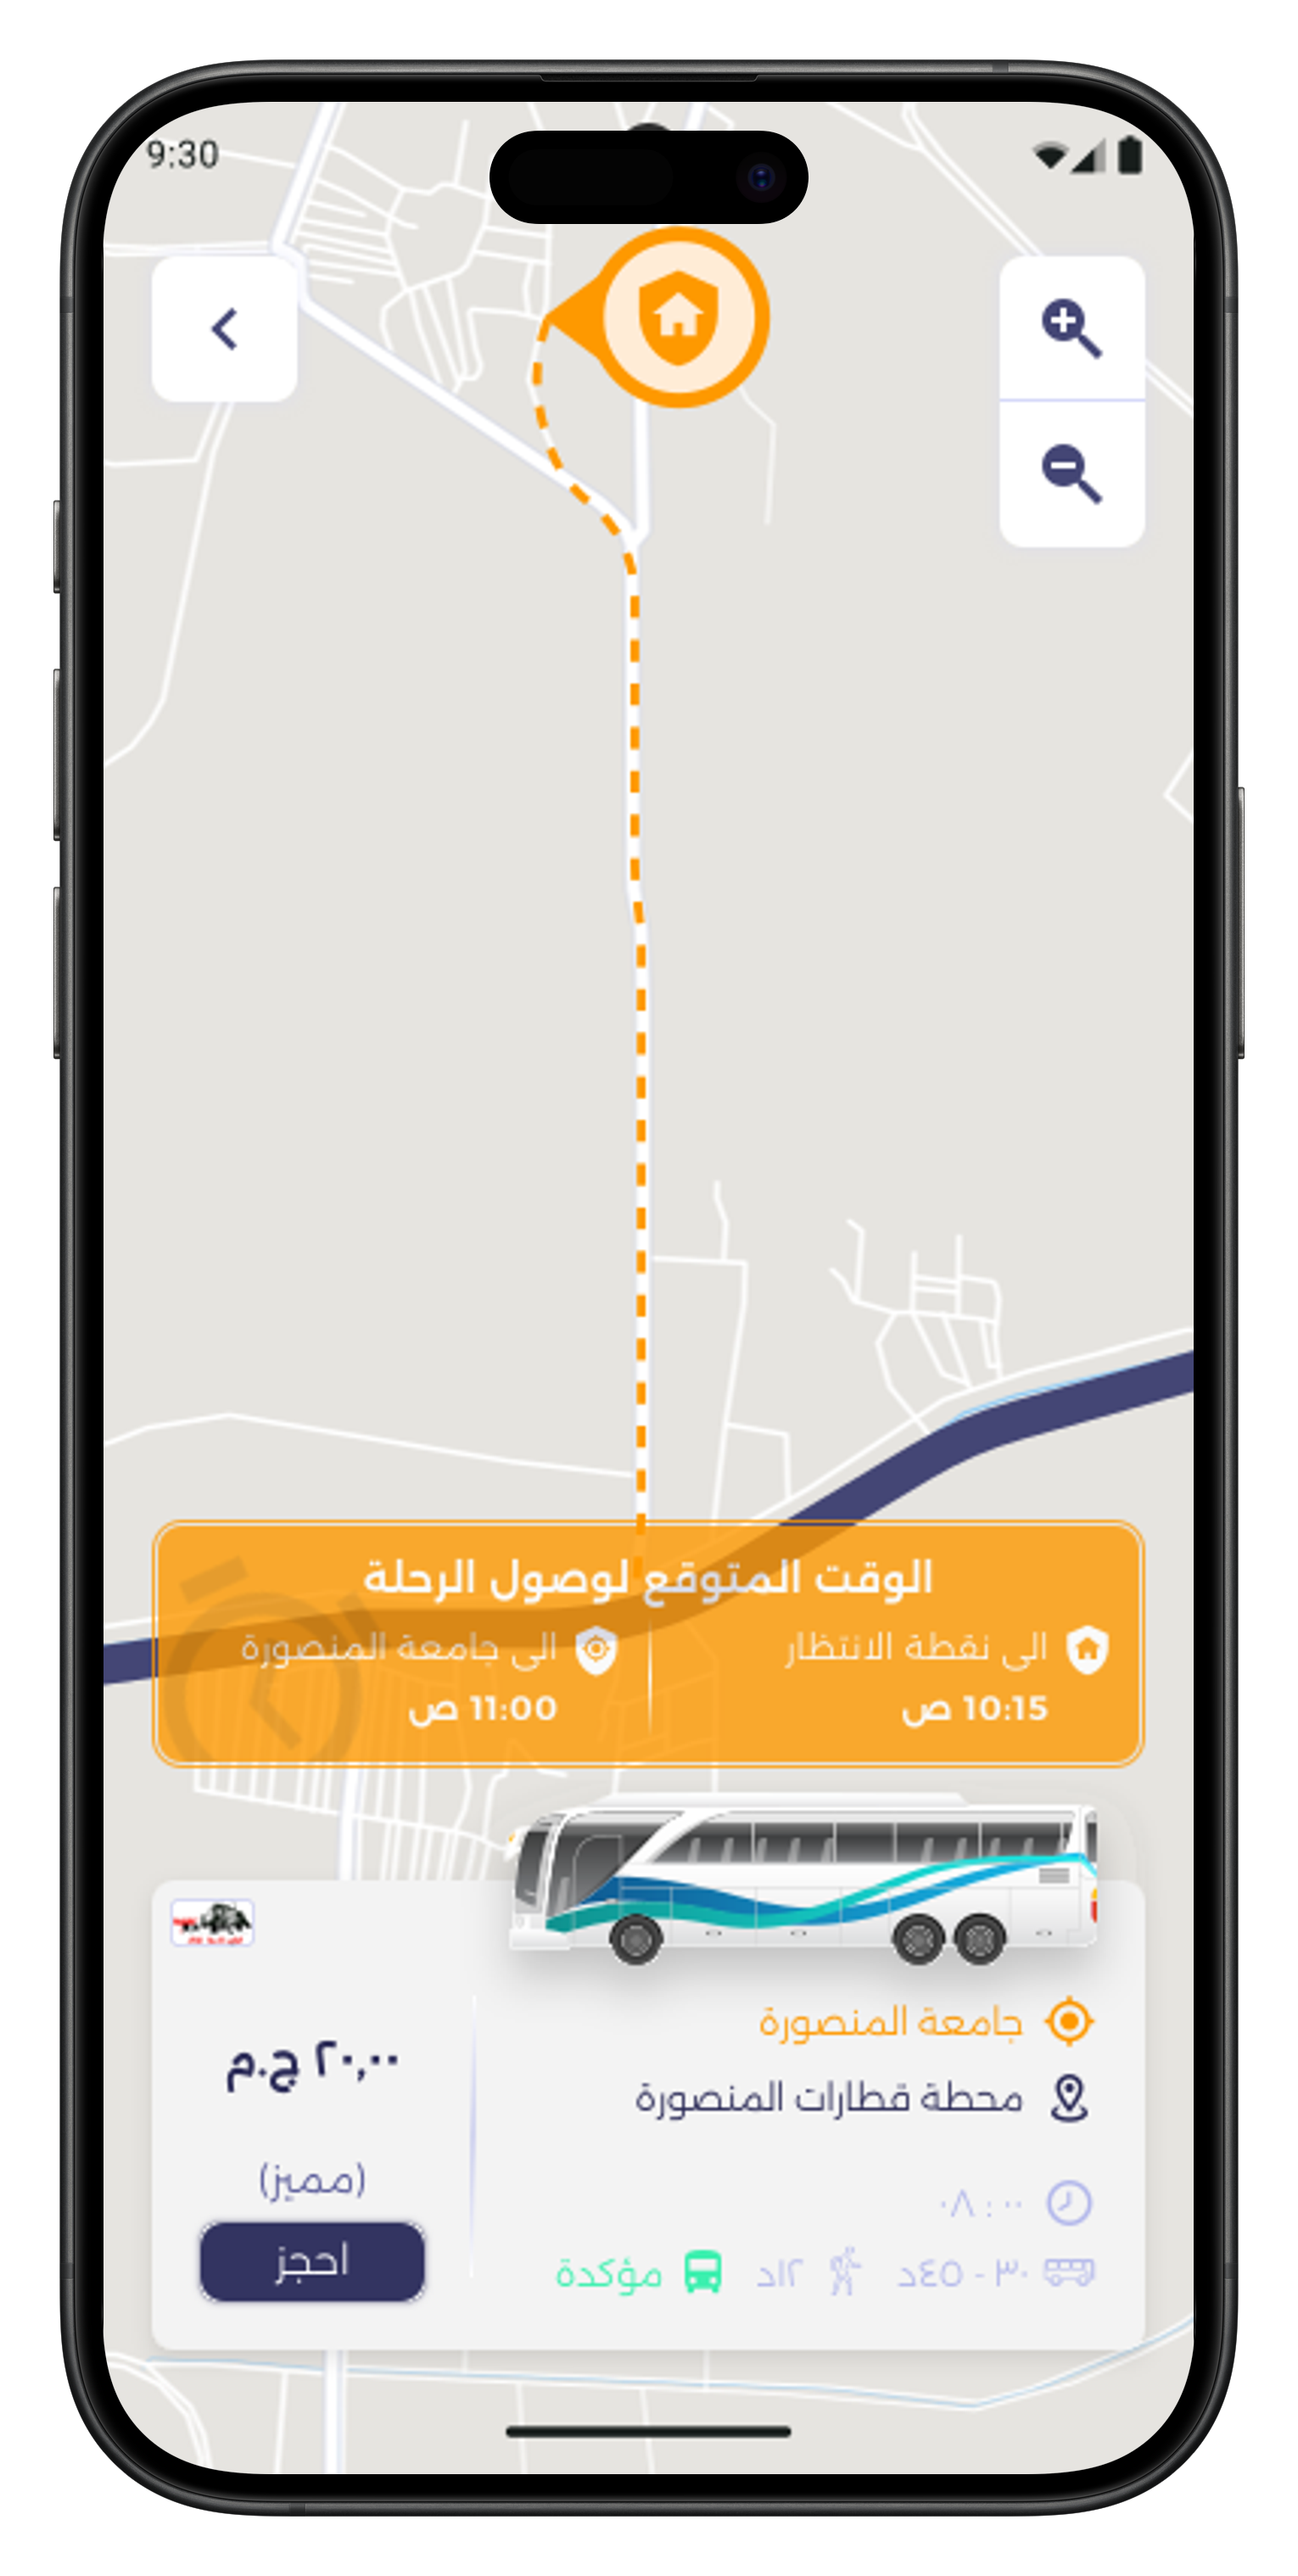 9:30
الوقت المتوقع لوصول الرحلة
الى نقطة الانتظار
10:15 ص
الى جامعة المنصورة
11:00 ص
جامعة المنصورة
محطة قطارات المنصورة
٠٨:٠٠
٣٠ - ٤٥د
١٢د
مؤكدة
٢٠,٠٠ ج.م
(مميز)
احجز